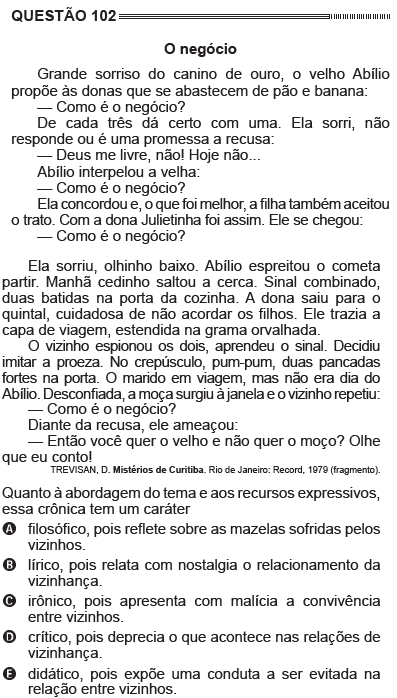 QUESTÃO 102
O negócio
Grande sorriso do canino de ouro, o velho Abílio
propõe às donas que se abastecem de pão e banana:
— Como é o negócio?
De cada três dá certo com uma. Ela sorri, não
responde ou é uma promessa a recusa:
— Deus me livre, não! Hoje não...
Abílio interpelou a velha:
— Como é o negócio?
Ela concordou e, o que foi melhor, a filha também aceitou
o trato. Com a dona Julietinha foi assim. Ele se chegou:
— Como é o negócio?
Ela sorriu, olhinho baixo. Abílio espreitou o cometa
partir. Manhã cedinho saltou a cerca. Sinal combinado,
duas batidas na porta da cozinha. A dona saiu para o
quintal, cuidadosa de não acordar os filhos. Ele trazia a
capa de viagem, estendida na grama orvalhada.
O vizinho espionou os dois, aprendeu o sinal. Decidiu
imitar a proeza. No crepúsculo, pum-pum, duas pancadas
fortes na porta. O marido em viagem, mas não era dia do
Abílio. Desconfiada, a moça surgiu à janela e o vizinho repetiu:
— Como é o negócio?
Diante da recusa, ele ameaçou:
— Então você quer o velho e não quer o moço? Olhe
que eu conto!
TREVISAN, D. Mistérios de Curitiba. Rio de Janeiro: Record, 1979 (fragmento).
Quanto à abordagem do tema e aos recursos expressivos,
essa crônica tem um caráter
A filosófico, pois reflete sobre as mazelas sofridas pelos
vizinhos.
B lírico, pois relata com nostalgia o relacionamento da
vizinhança.
C irônico, pois apresenta com malícia a convivência
entre vizinhos.
D crítico, pois deprecia o que acontece nas relações de
vizinhança.
E didático, pois expõe uma conduta a ser evitada na
relação entre vizinhos.